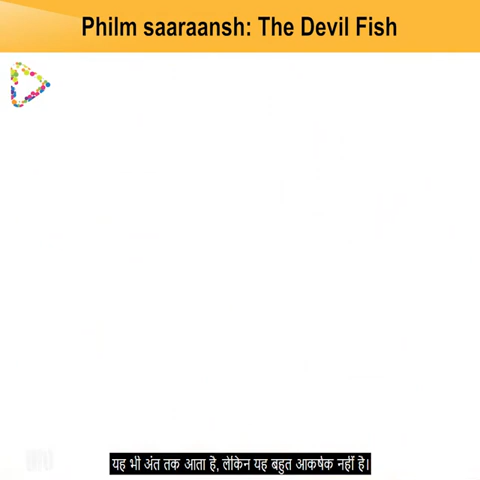 Philm saaraansh: The Devil Fish
यह भी अंत तक आता है, लेकिन यह बहुत आकर्षक नहीं है।